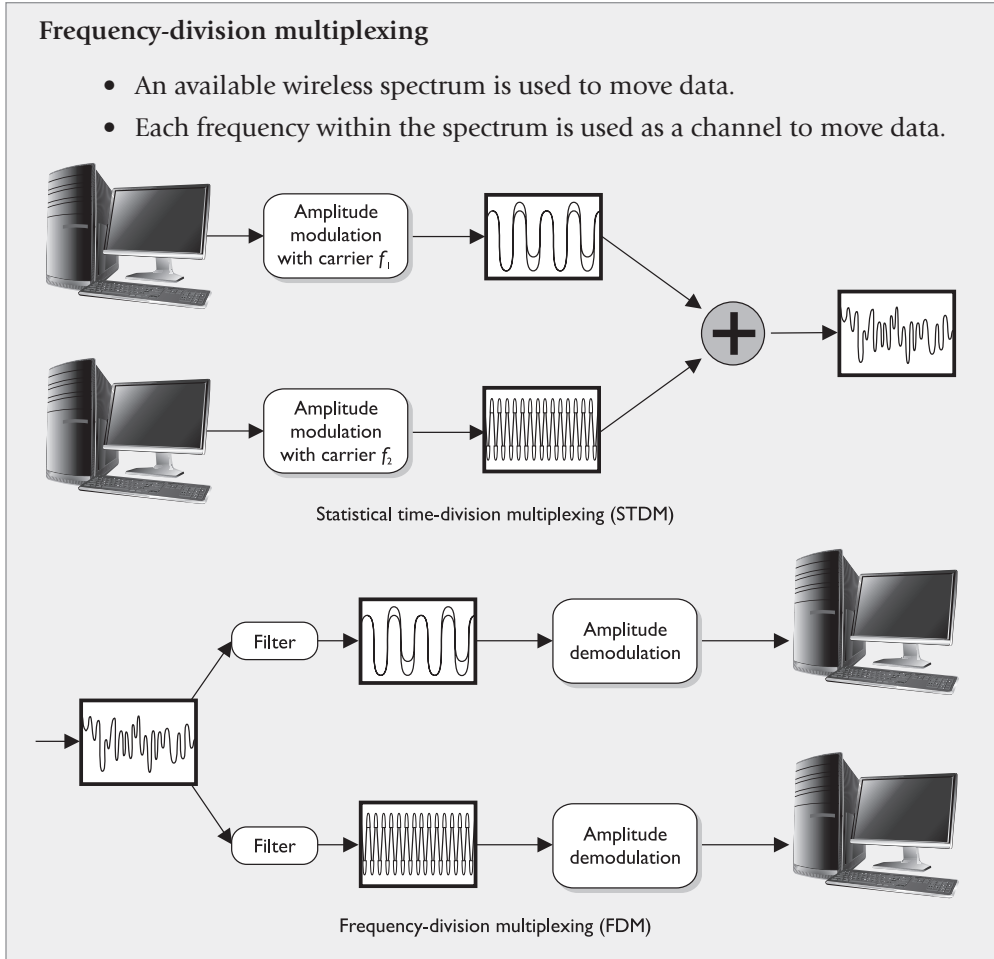 Frequency-division multiplexing
• An available wireless spectrum is used to move data.
• Each frequency within the spectrum is used as a channel to move data.
Amplitude
modulation
with carrier f₁
Amplitude
modulation
with carrier f₂
Statistical time-division multiplexing (STDM)
Filter
Amplitude
demodulation
Filter
Amplitude
demodulation
Frequency-division multiplexing (FDM)